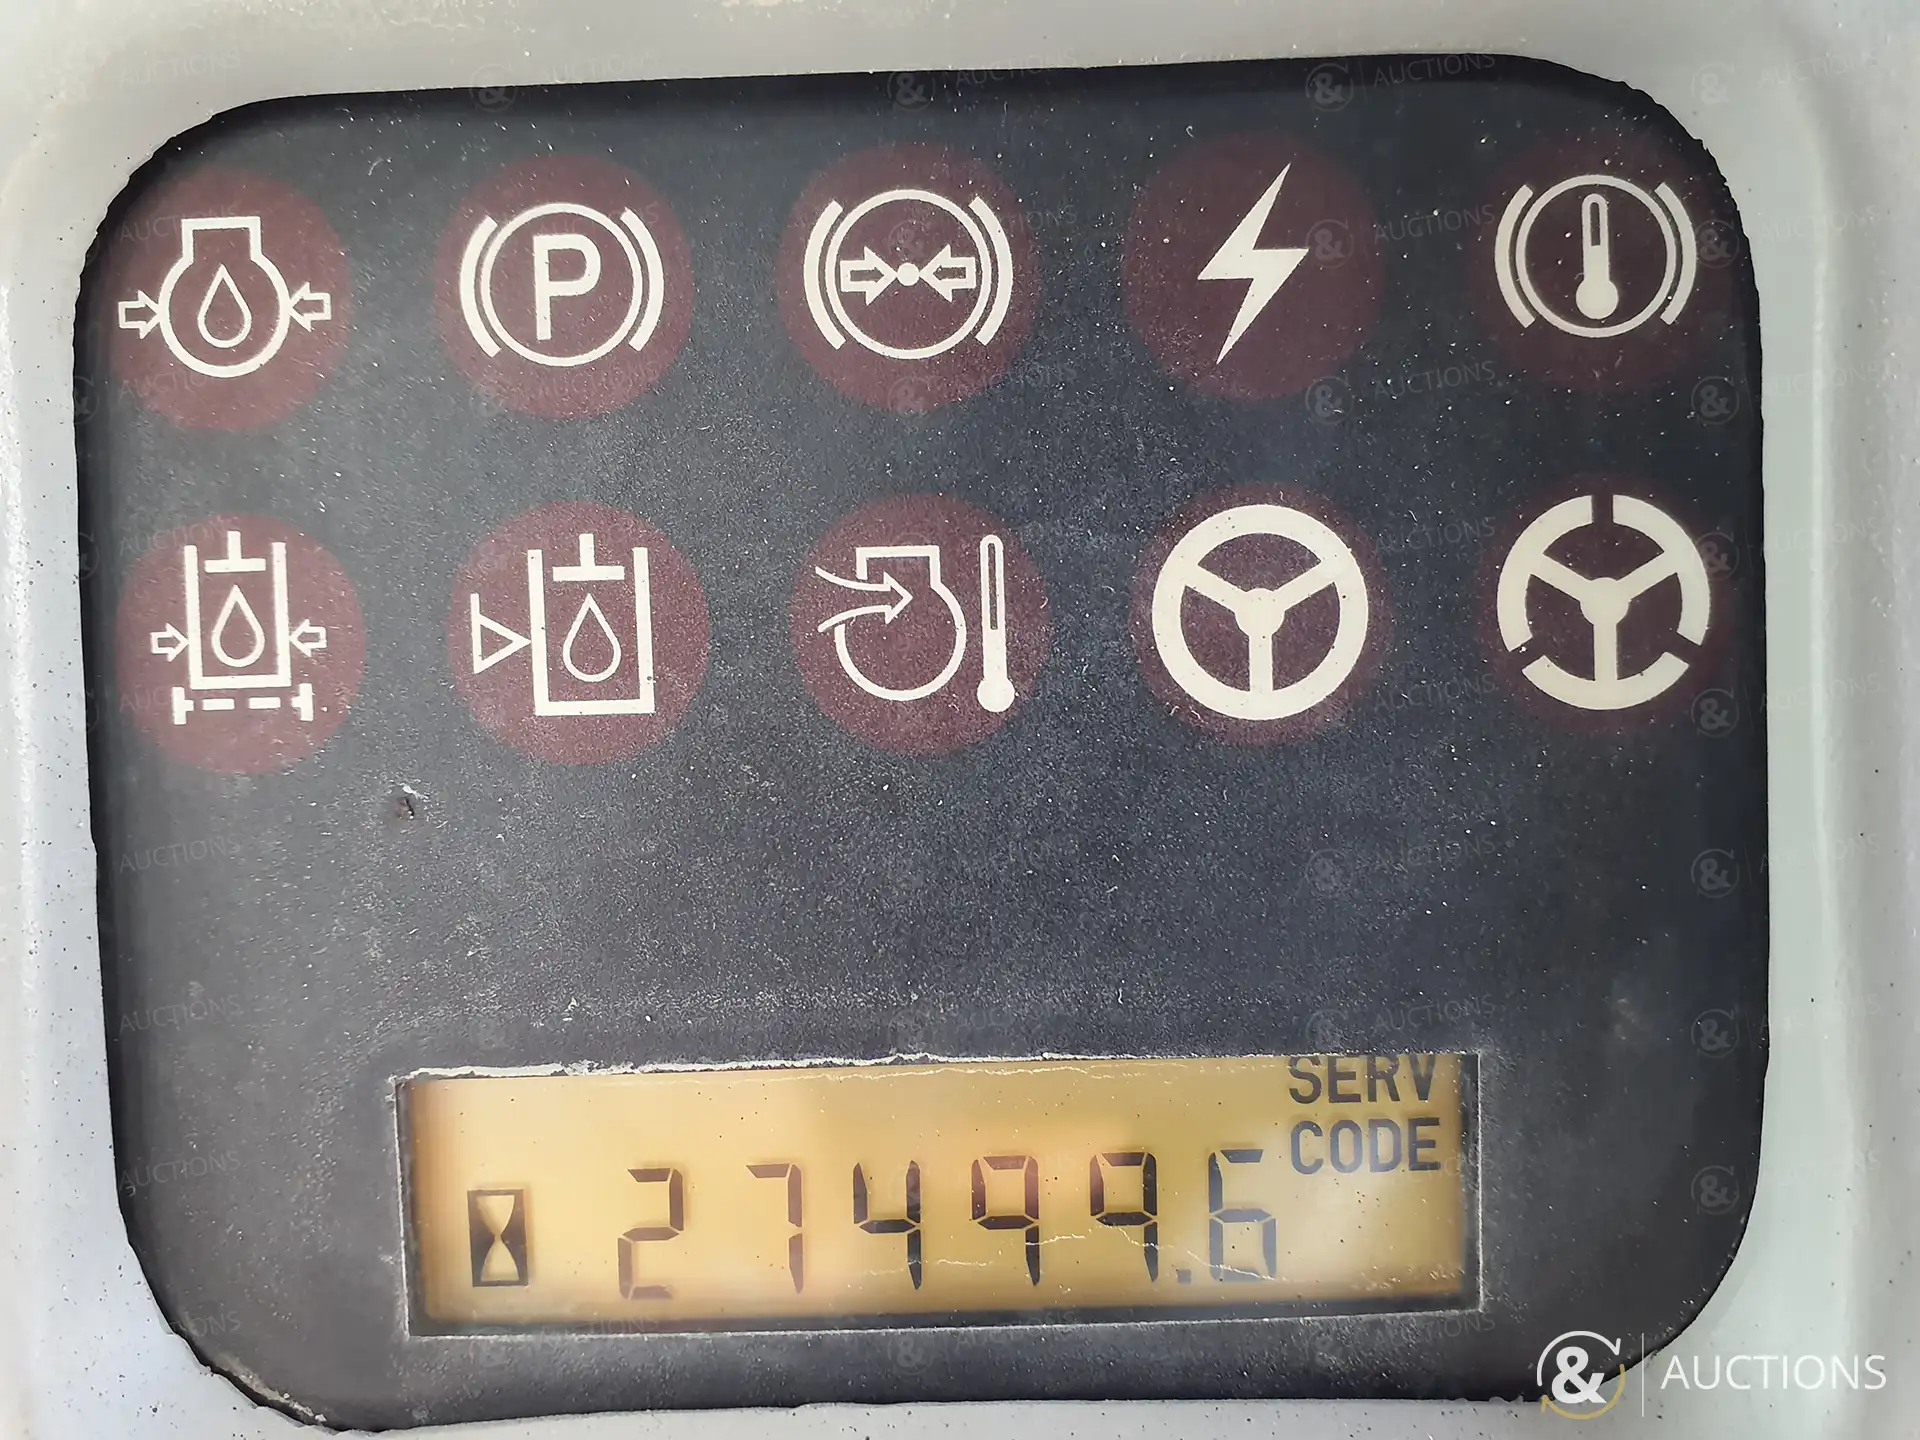 P
SERV
CODE
27499.6
& AUCTIONS